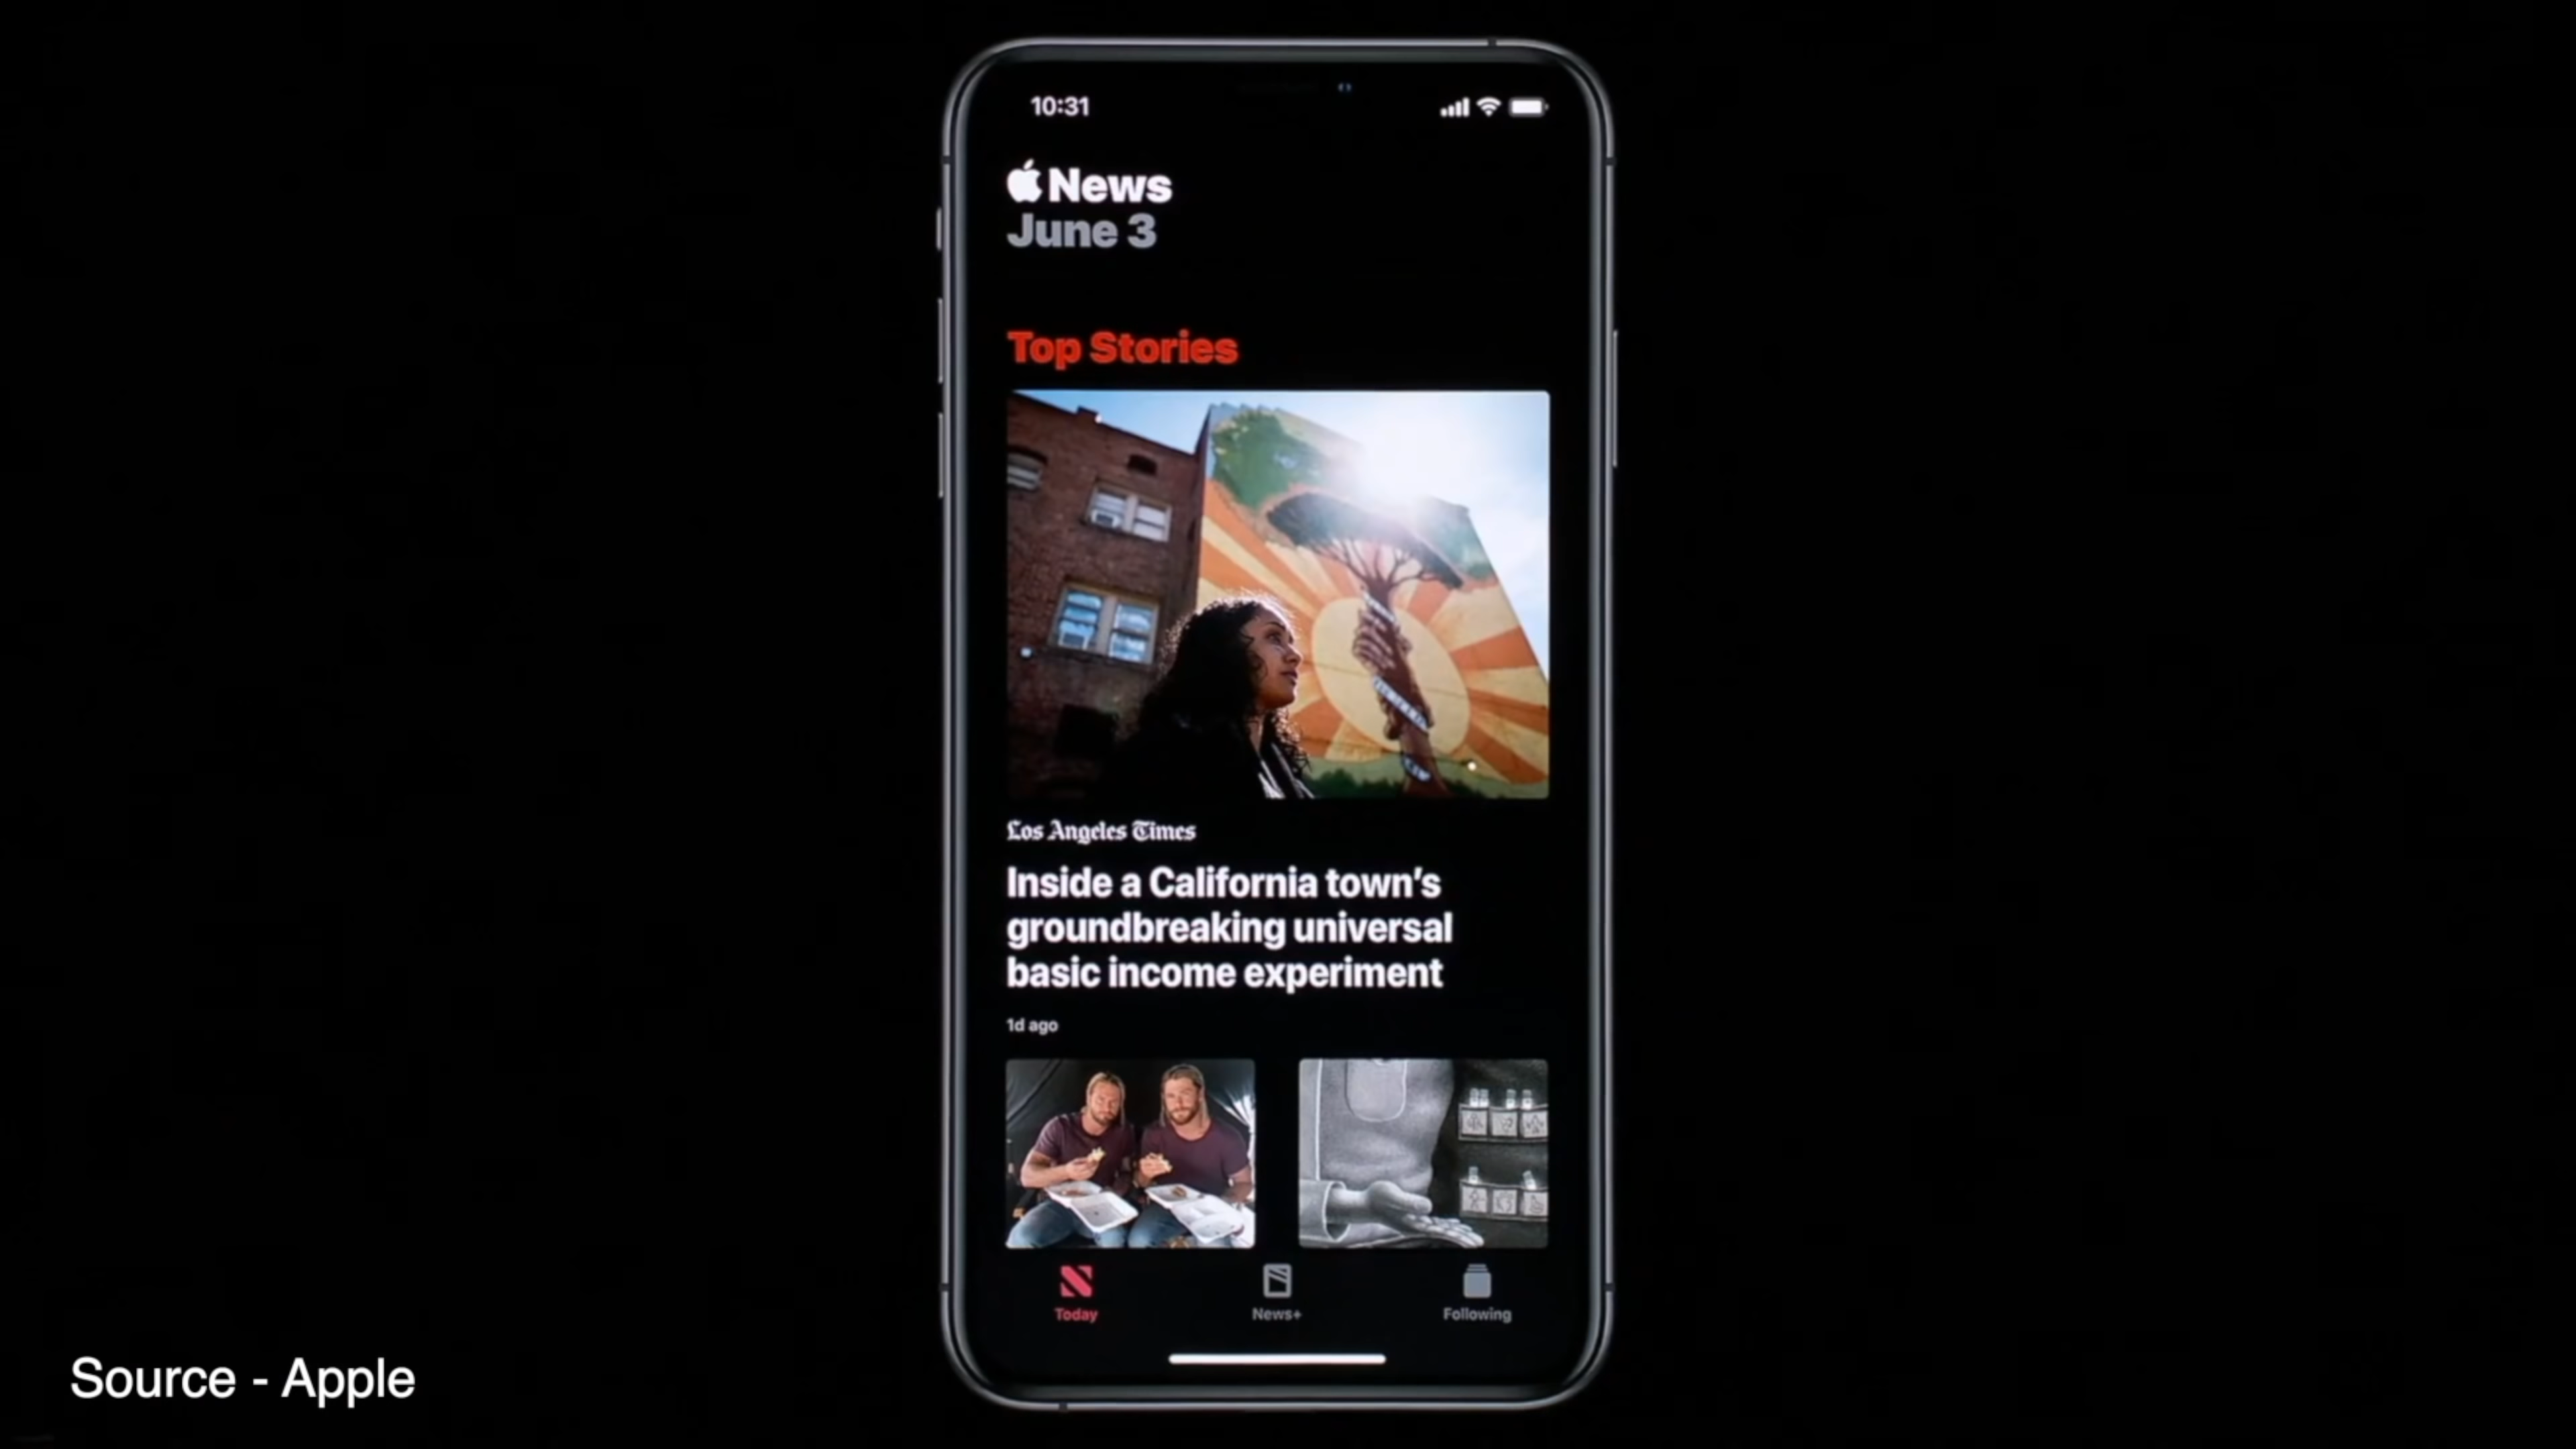 10:31
News
June 3
Top Stories
Los Angeles Times
Inside a California town’s
groundbreaking universal
basic income experiment
1d ago
Today
News+
Following
Source - Apple